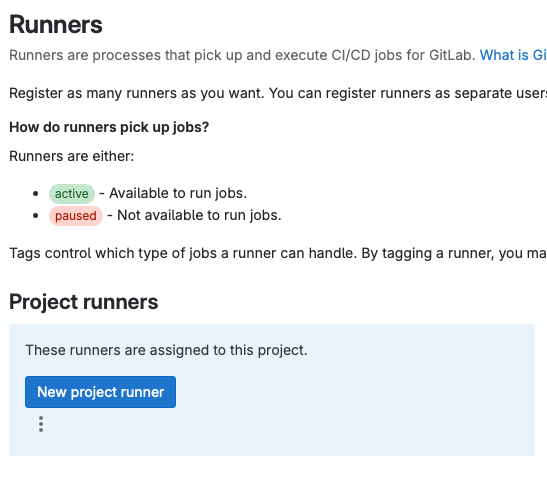 Runners
Runners are processes that pick up and execute CI/CD jobs for GitLab. What is Gi
Register as many runners as you want. You can register runners as separate users
How do runners pick up jobs?
Runners are either:
active - Available to run jobs.
paused - Not available to run jobs.
Tags control which type of jobs a runner can handle. By tagging a runner, you ma
Project runners
These runners are assigned to this project.
New project runner